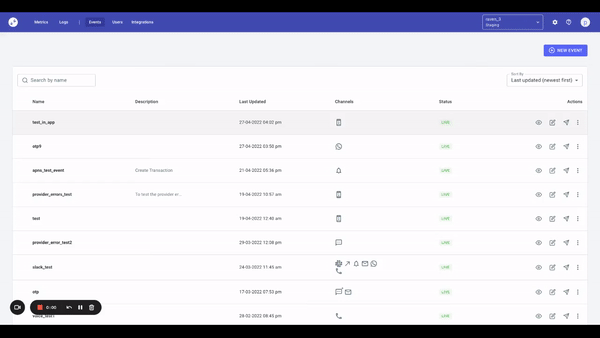 Metrics Logs | Events Users Integrations
raven_2
Staging
D
NEW EVENT
Search by name
Sort By
Last updated (newest first)
Name Description Last Updated Channels Status Actions
test_in_app 27-04-2022 04:02 pm LIVE
otp9 27-04-2022 03:50 pm LIVE
apns_test_event Create Transaction 21-04-2022 05:36 pm LIVE
provider_errors_test To test the provider er... 19-04-2022 10:57 am LIVE
test 19-04-2022 12:40 am LIVE
provider_error_test2 29-03-2022 12:08 pm LIVE
slack_test 24-03-2022 11:45 am LIVE
otp 17-03-2022 07:53 pm LIVE
0:00
voice_test1 28-02-2022 08:45 pm LIVE